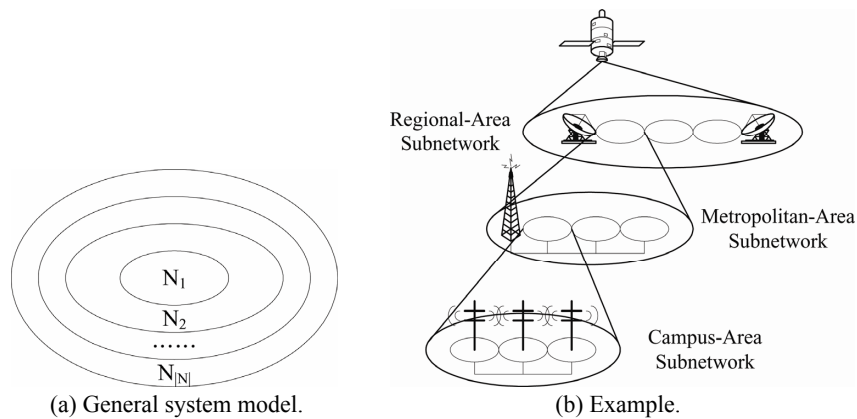 Regional-Area
Subnetwork
Metropolitan-Area
Subnetwork
Campus-Area
Subnetwork
N1
N2
......
N|N|
(a) General system model.
(b) Example.